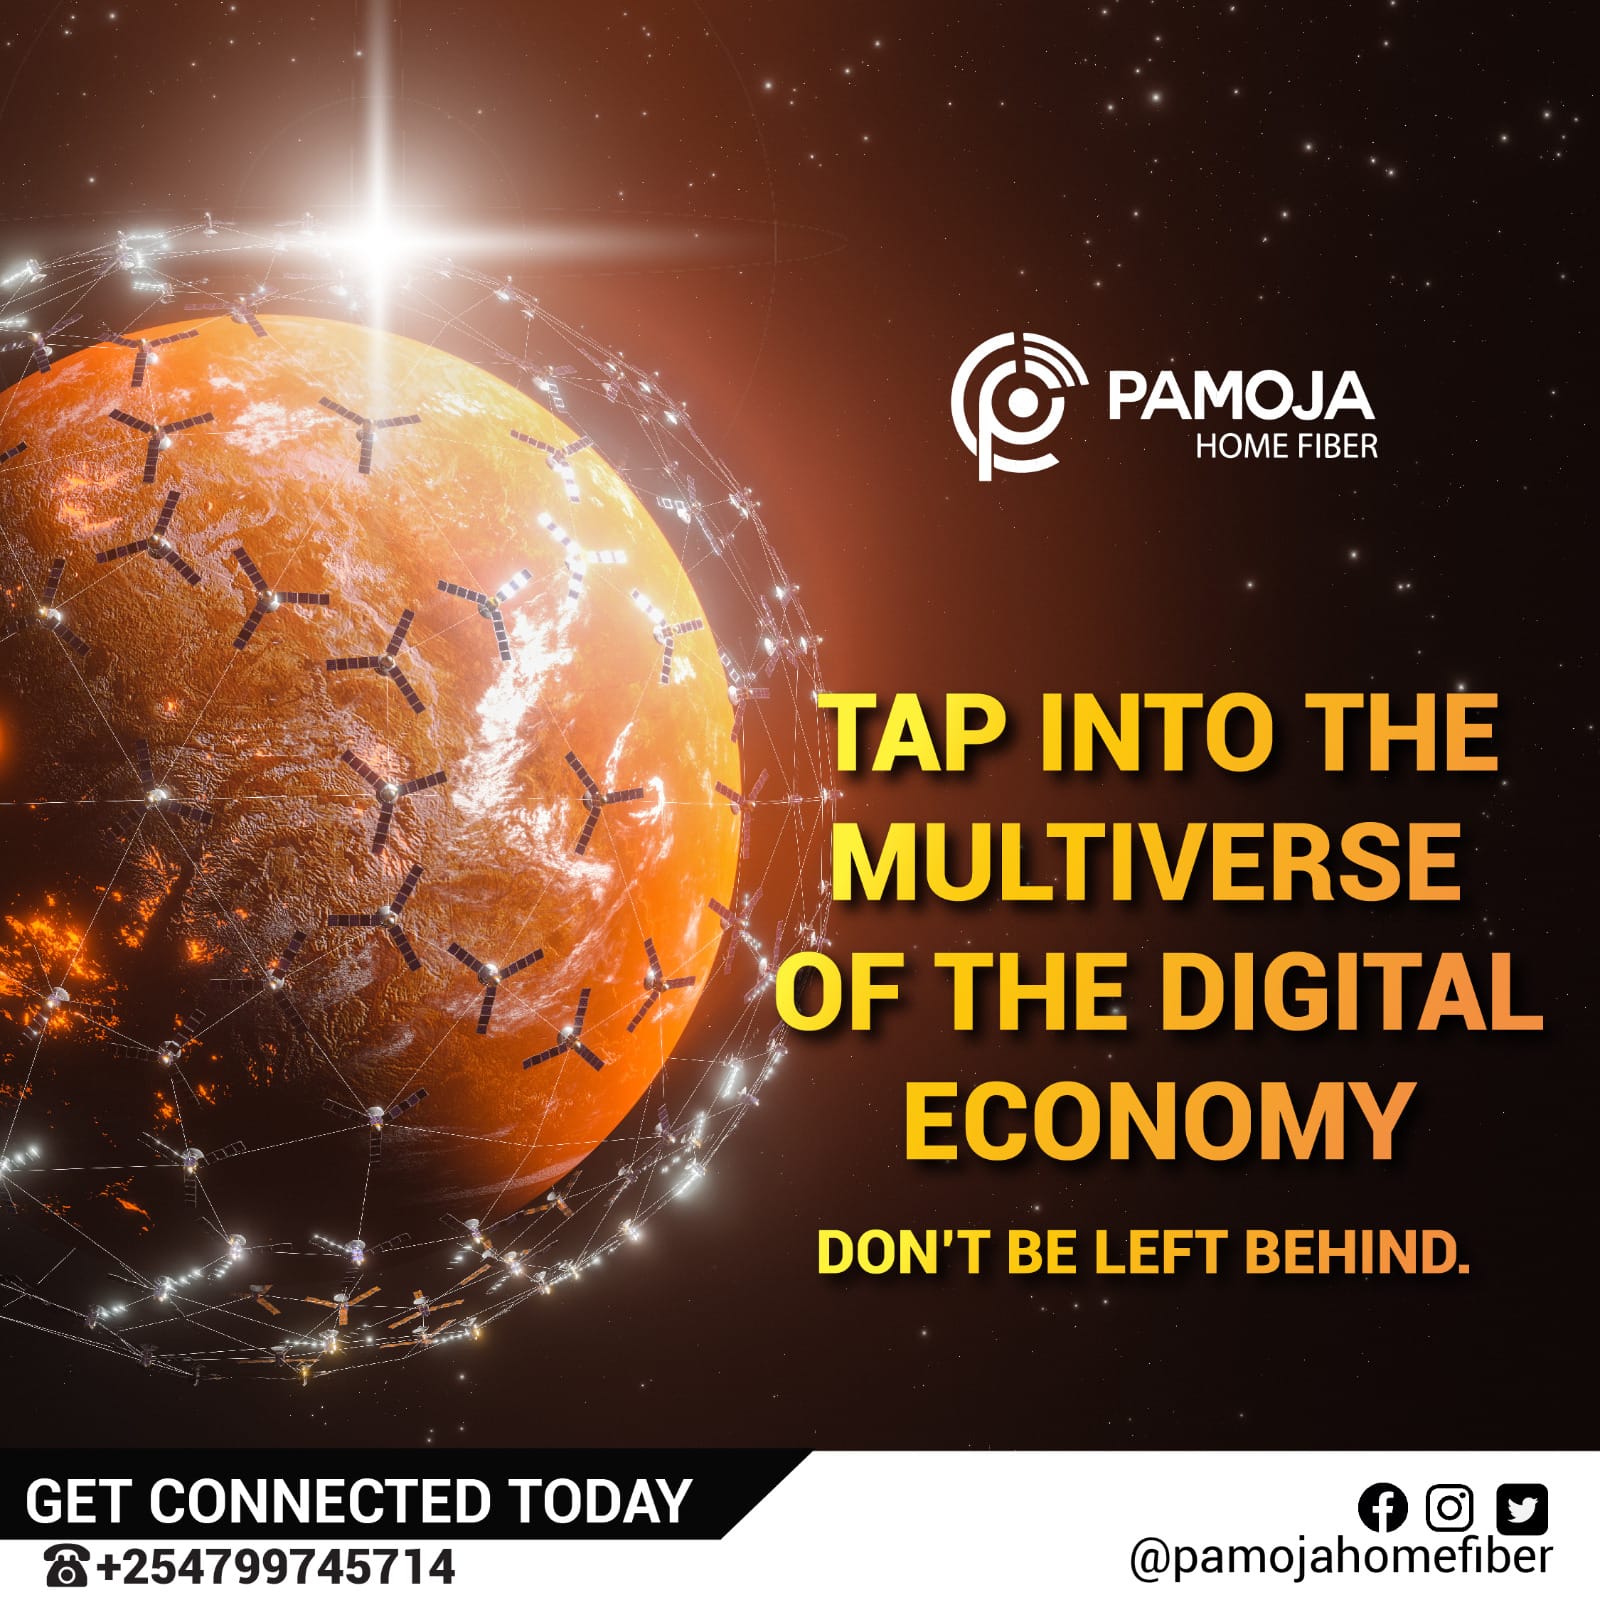 PAMOJA
HOME FIBER
TAP INTO THE
MULTIVERSE
OF THE DIGITAL
ECONOMY
DON'T BE LEFT BEHIND.
GET CONNECTED TODAY
+254799745714
@pamojahomefiber